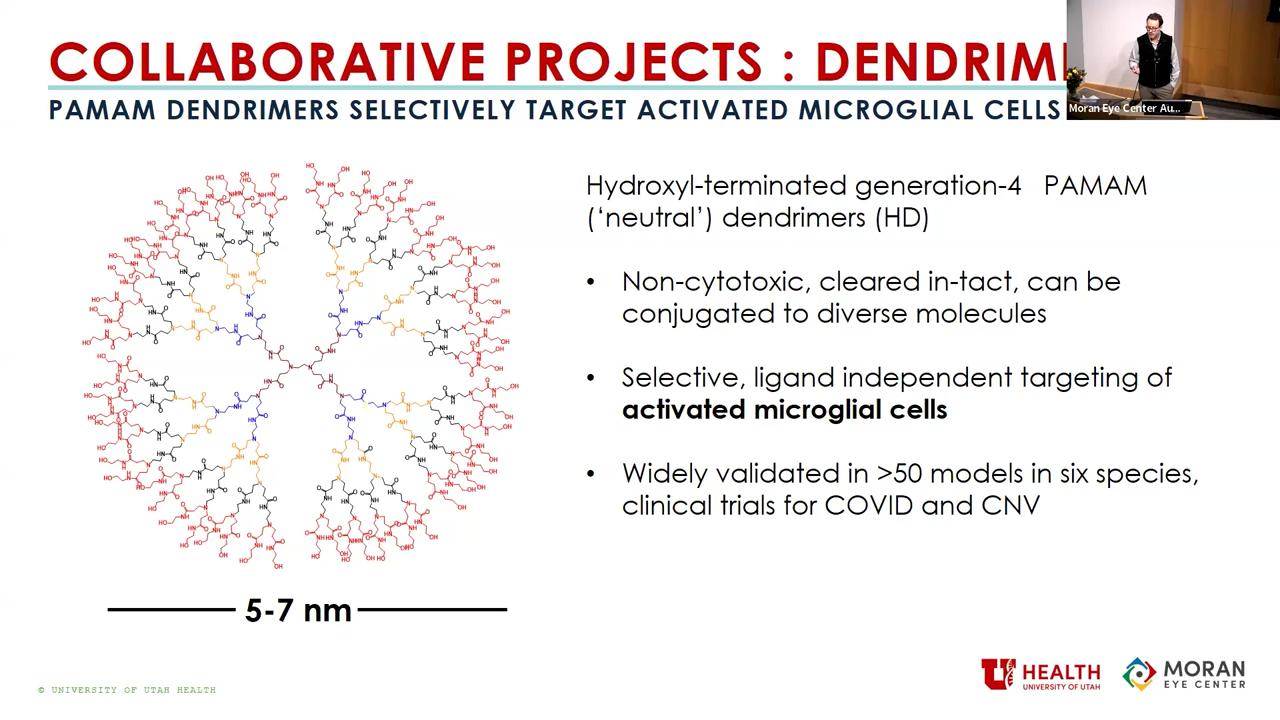 COLLABORATIVE PROJECTS : DENDRIM
PAMAM DENDRIMERS SELECTIVELY TARGET ACTIVATED MICROGLIAL CELLS
Moran Eye Center Au...
Hydroxyl-terminated generation-4 PAMAM
(‘neutral’) dendrimers (HD)
• Non-cytotoxic, cleared in-tact, can be
conjugated to diverse molecules
• Selective, ligand independent targeting of
activated microglial cells
• Widely validated in >50 models in six species,
clinical trials for COVID and CNV
5-7 nm
© UNIVERSITY OF UTAH HEALTH
U HEALTH
UNIVERSITY OF UTAH
MORAN
EYE CENTER